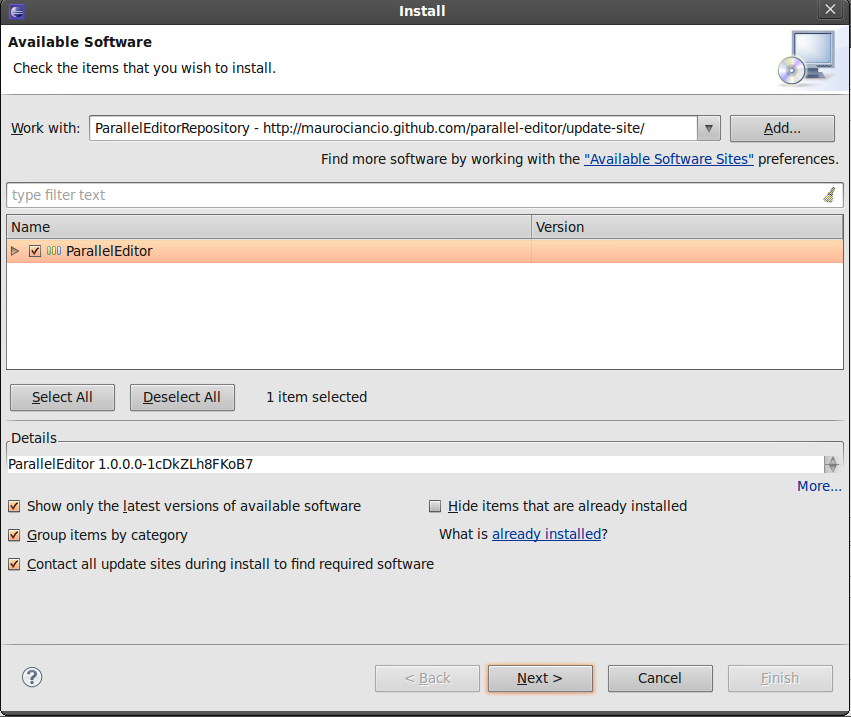 Install
Available Software
Check the items that you wish to install.
Work with: ParallelEditorRepository - http://maurociancio.github.com/parallel-editor/update-site/ Add...
Find more software by working with the "Available Software Sites" preferences.
type filter text
Name Version
ParallelEditor
Select All Deselect All 1 item selected
Details
ParallelEditor 1.0.0.0-1cDkZLh8FKoB7
More...
Show only the latest versions of available software Hide items that are already installed
Group items by category What is already installed?
Contact all update sites during install to find required software
? < Back Next > Cancel Finish